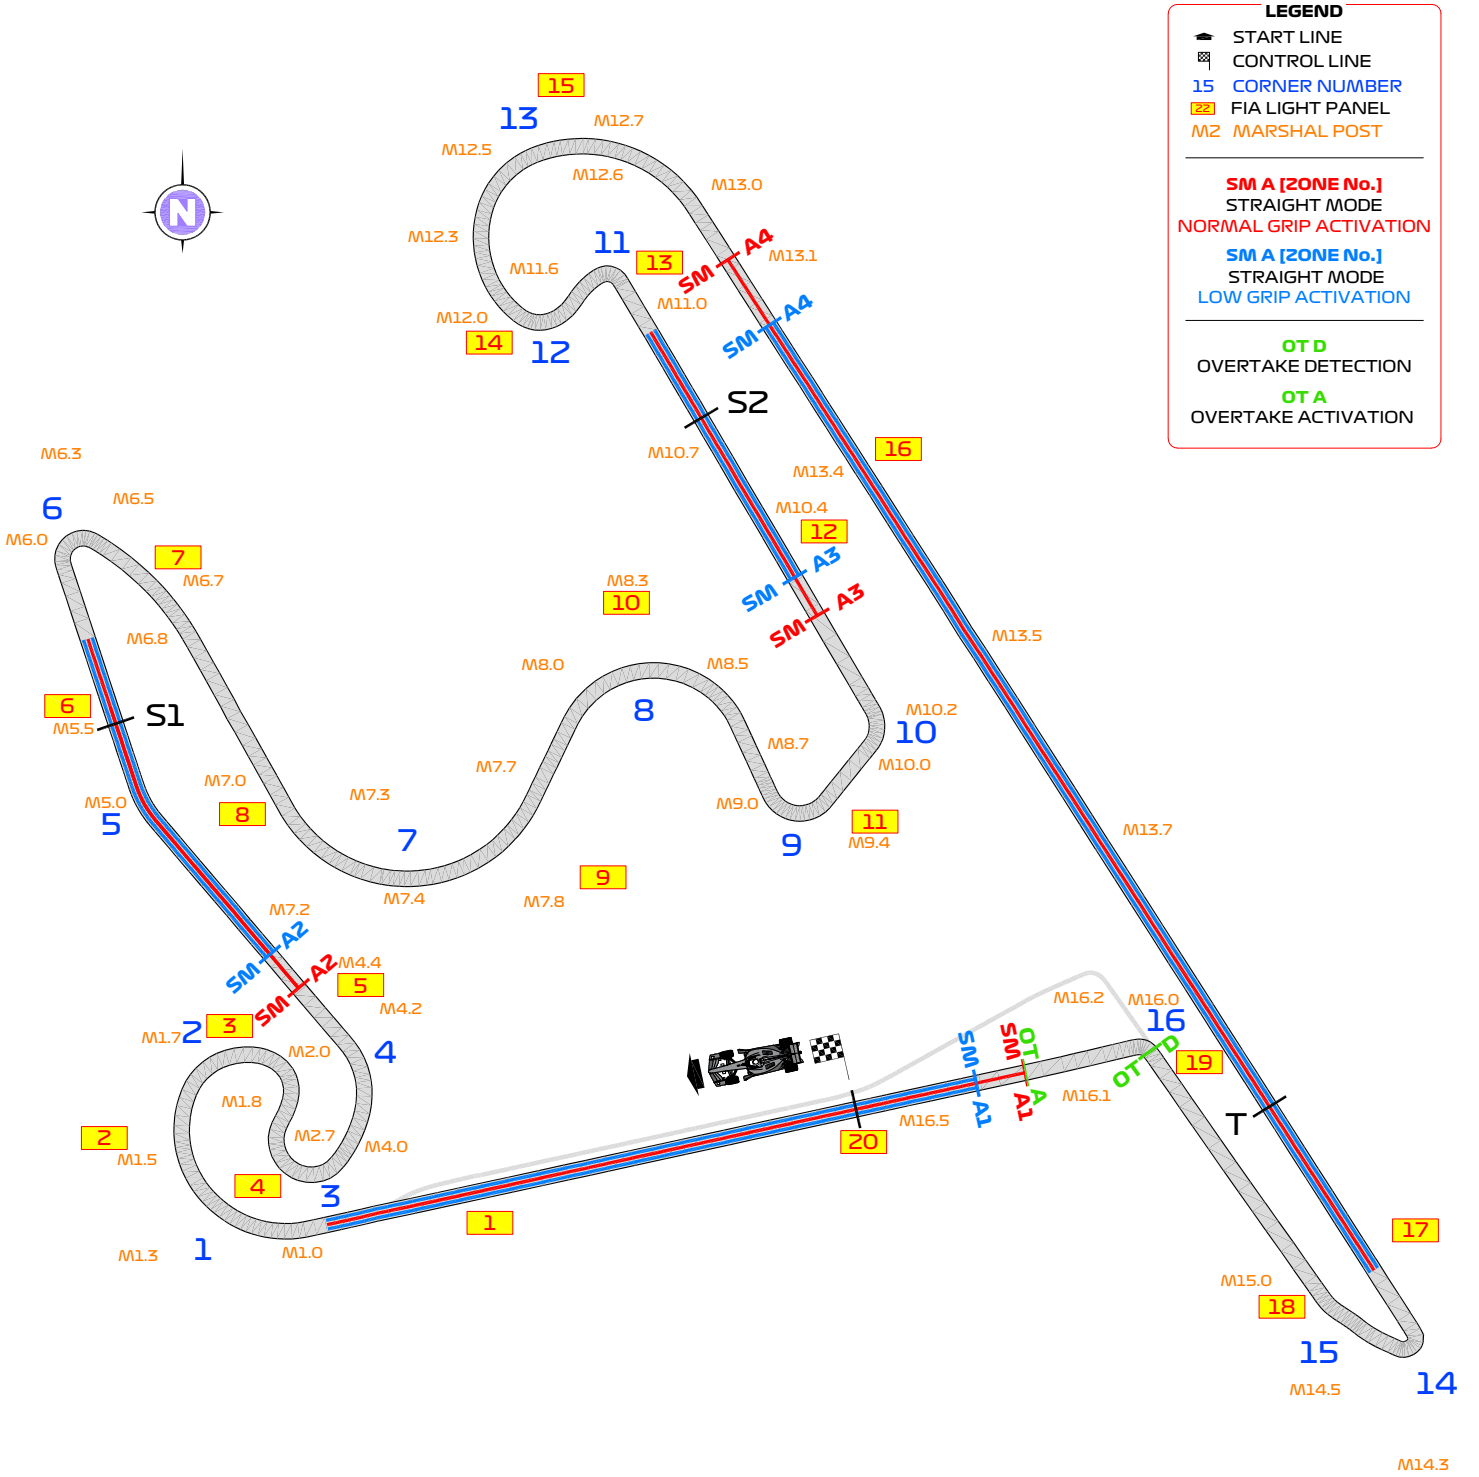 LEGEND
START LINE
CONTROL LINE
15 CORNER NUMBER
22 FIA LIGHT PANEL
M2 MARSHAL POST
SM A [ZONE No.]
STRAIGHT MODE
NORMAL GRIP ACTIVATION
SM A [ZONE No.]
STRAIGHT MODE
LOW GRIP ACTIVATION
OT D
OVERTAKE DETECTION
OT A
OVERTAKE ACTIVATION
N
15
13
M12.7
M12.5
M12.6
M13.0
M12.3
11
13
SM A4
M13.1
M11.6
M11.0
SM A4
M12.0
14
12
S2
M10.7
16
M13.4
M6.3
6
M6.5
M10.4
12
M6.0
7
M6.7
SM A3
M8.3
10
SM A3
M6.8
M13.5
M8.0
M8.5
6
S1
M5.5
8
M10.2
10
M8.7
M7.7
M10.0
M7.0
M7.3
M5.0
5
8
7
M9.0
9
11
M9.4
M13.7
M7.4
9
M7.8
M7.2
SM A2
SM A2
M4.4
5
M4.2
M16.2
M16.0
16
M1.7
2
3
M2.0
4
SM A1
SM A1
OT A
OT D
19
M16.1
M1.8
M16.5
T
2
M1.5
M2.7
M4.0
20
4
3
1
1
M1.0
M1.3
17
M15.0
18
15
M14.5
14
M14.3